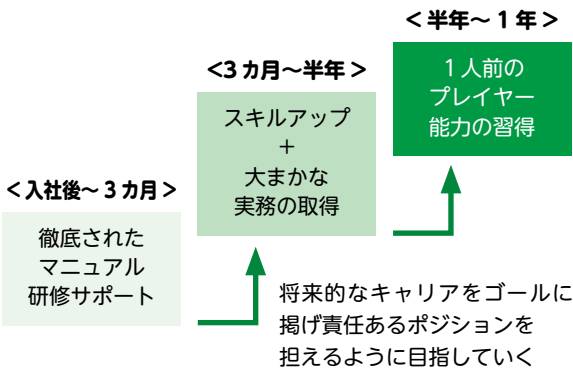 <入社後〜3カ月>
徹底された
マニュアル
研修サポート
<3カ月〜半年>
スキルアップ
+
大まかな
実務の取得
<半年〜1年>
1人前の
プレイヤー
能力の習得
将来的なキャリアをゴールに
掲げ責任あるポジションを
担えるように目指していく